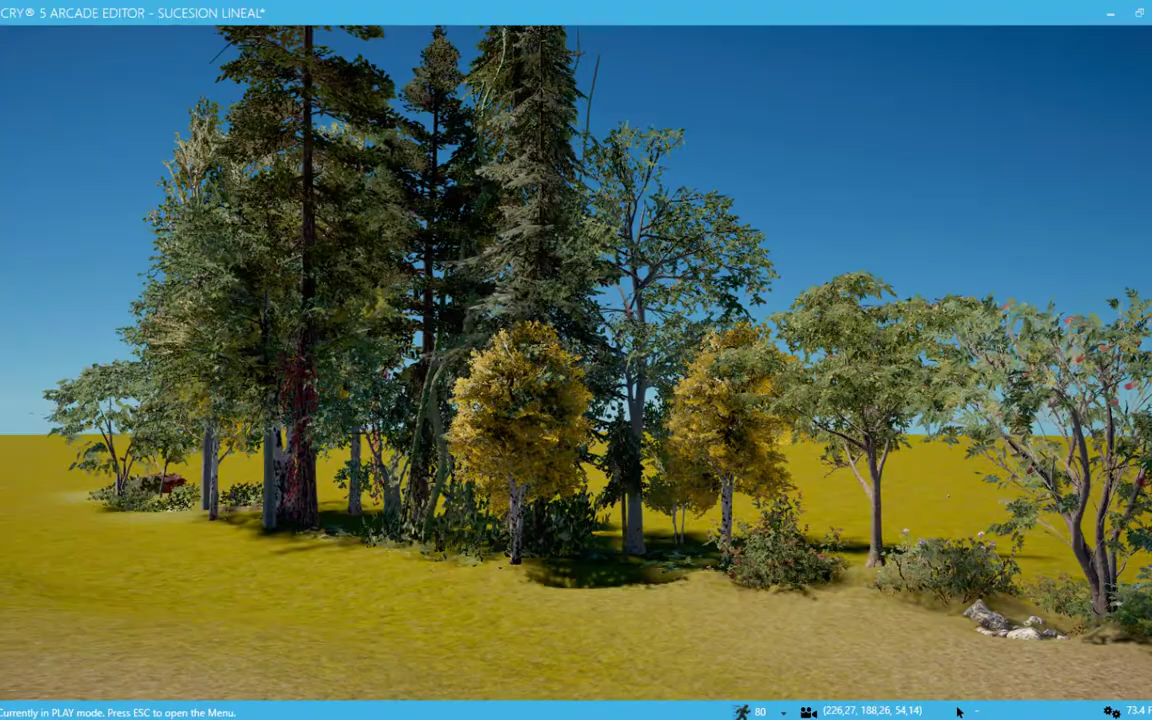 CRY® 5 ARCADE EDITOR - SUCESION LINEAL*
Currently in PLAY mode. Press ESC to open the Menu.
80
(226,27, 188,26, 54,14)
-
73.4 F